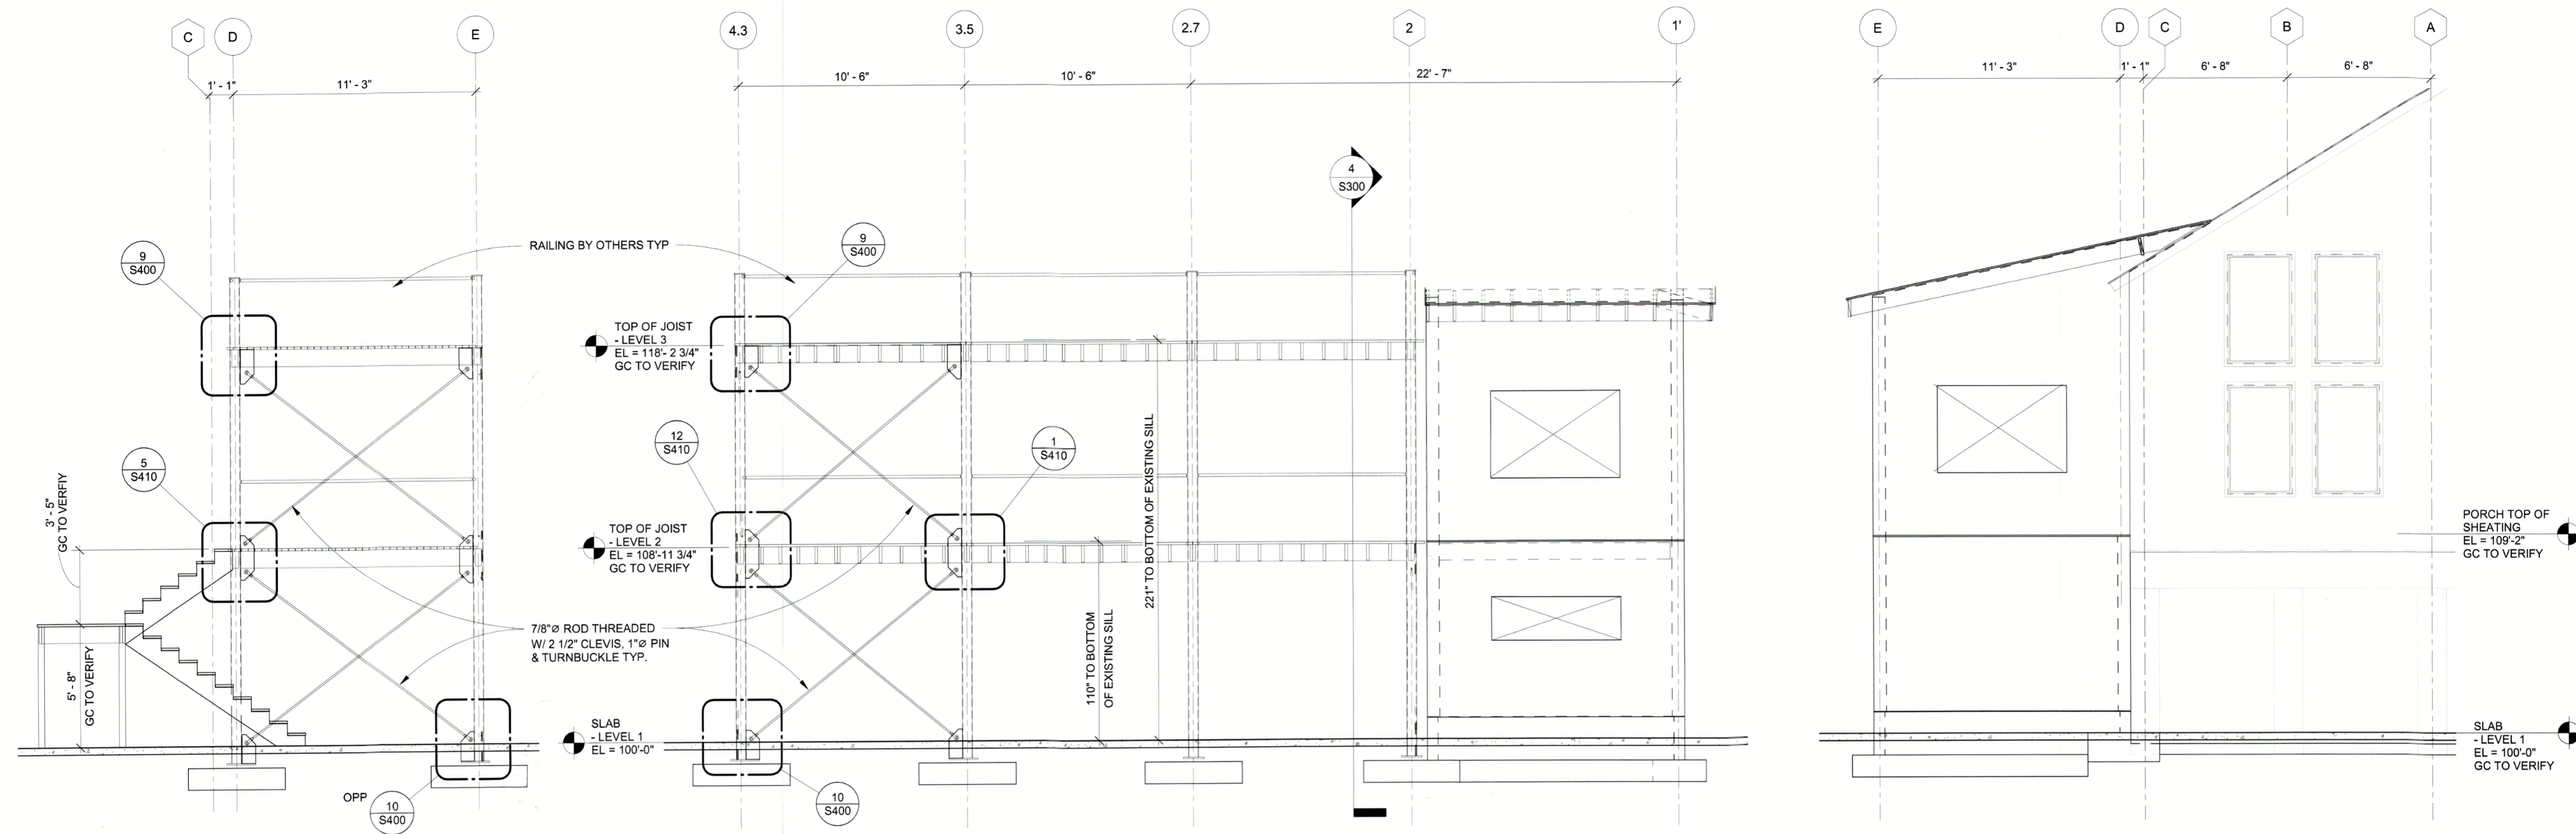 C
D
E
1' - 1"
11' - 3"
9
S400
5
S410
3' - 5"
GC TO VERFIY
5' - 8"
GC TO VERIFY
OPP
10
S400
RAILING BY OTHERS TYP
7/8"Ø ROD THREADED
W/ 2 1/2" CLEVIS, 1"Ø PIN
& TURNBUCKLE TYP.
4.3
3.5
2.7
2
1'
10' - 6"
10' - 6"
22' - 7"
4
S300
9
S400
TOP OF JOIST
- LEVEL 3
EL = 118'- 2 3/4"
GC TO VERIFY
12
S410
1
S410
TOP OF JOIST
- LEVEL 2
EL = 108'-11 3/4"
GC TO VERIFY
221" TO BOTTOM OF EXISTING SILL
110" TO BOTTOM
OF EXISTING SILL
SLAB
- LEVEL 1
EL = 100'-0"
10
S400
E
D
C
B
A
11' - 3"
1' - 1"
6' - 8"
6' - 8"
PORCH TOP OF
SHEATING
EL = 109'-2"
GC TO VERIFY
SLAB
- LEVEL 1
EL = 100'-0"
GC TO VERIFY